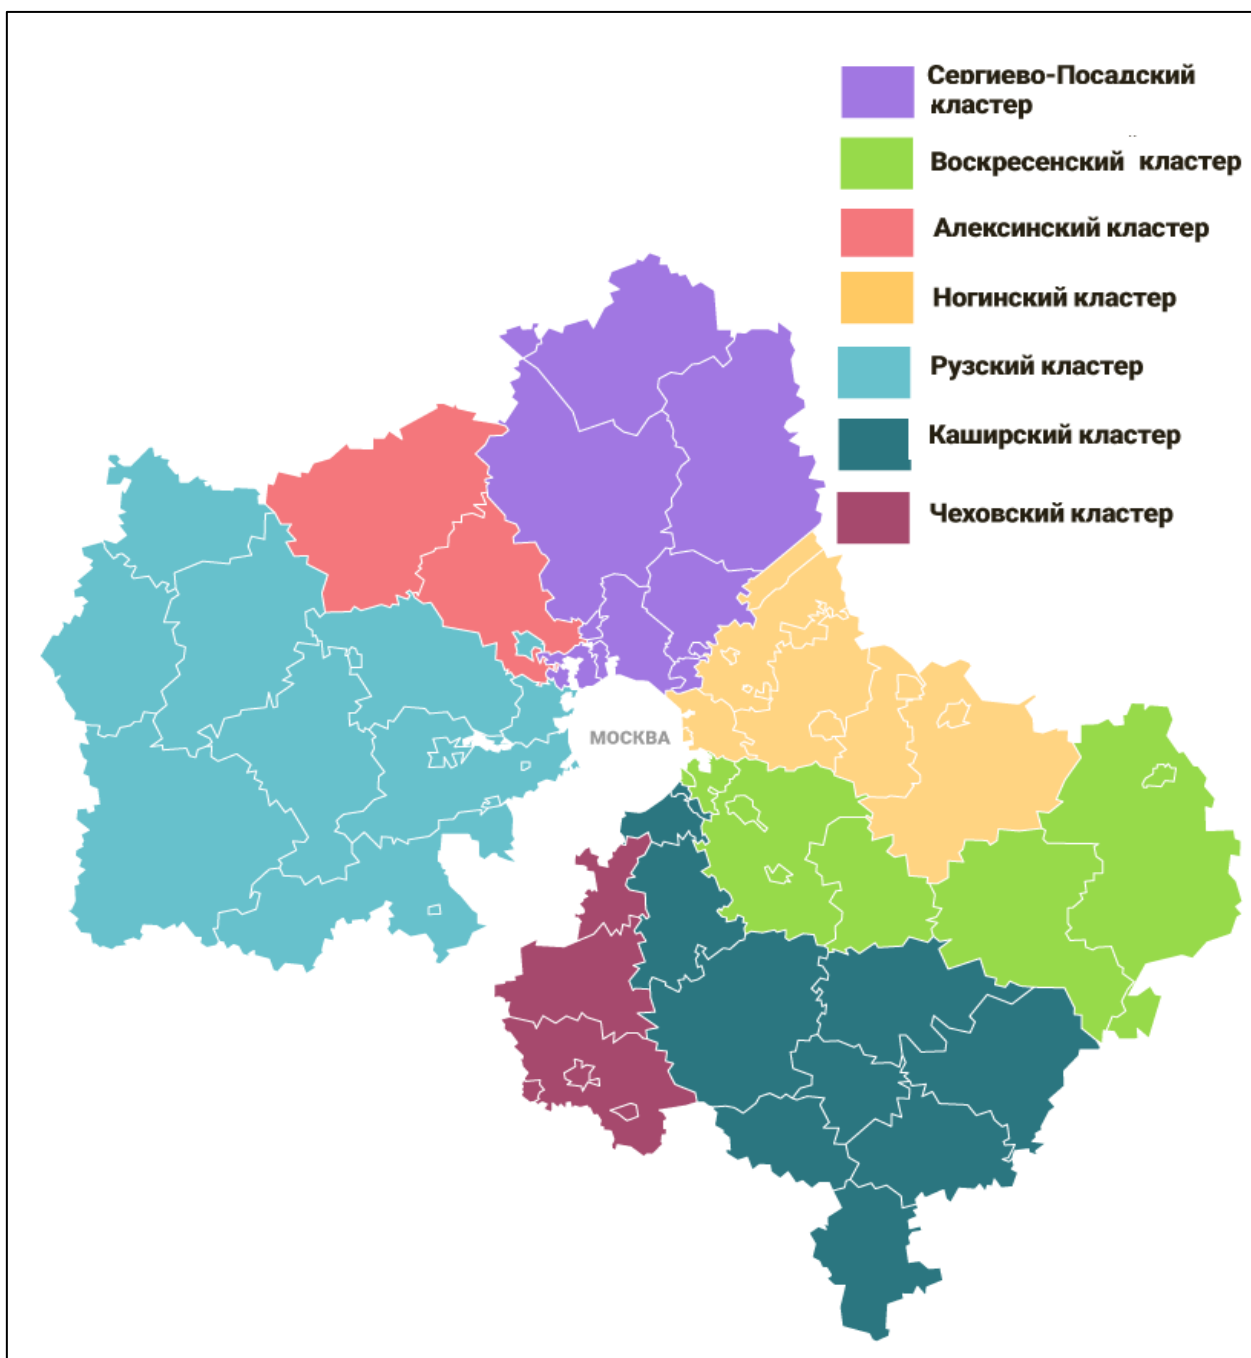 Сергиево-Посадский
кластер
Воскресенский кластер
Алексинский кластер
Ногинский кластер
Рузский кластер
Каширский кластер
Чеховский кластер
МОСКВА